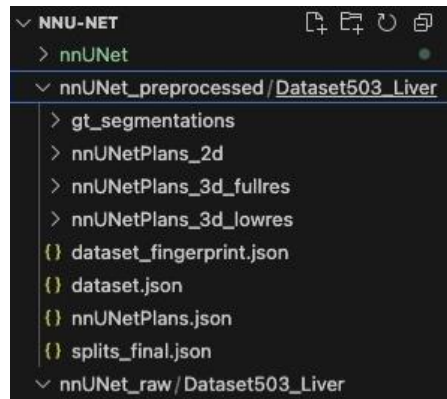 NNU-NET
nnUNet
nnUNet_preprocessed/Dataset503_Liver
gt_segmentations
nnUNetPlans_2d
nnUNetPlans_3d_fullres
nnUNetPlans_3d_lowres
{} dataset_fingerprint.json
{} dataset.json
{} nnUNetPlans.json
{} splits_final.json
nnUNet_raw/Dataset503_Liver